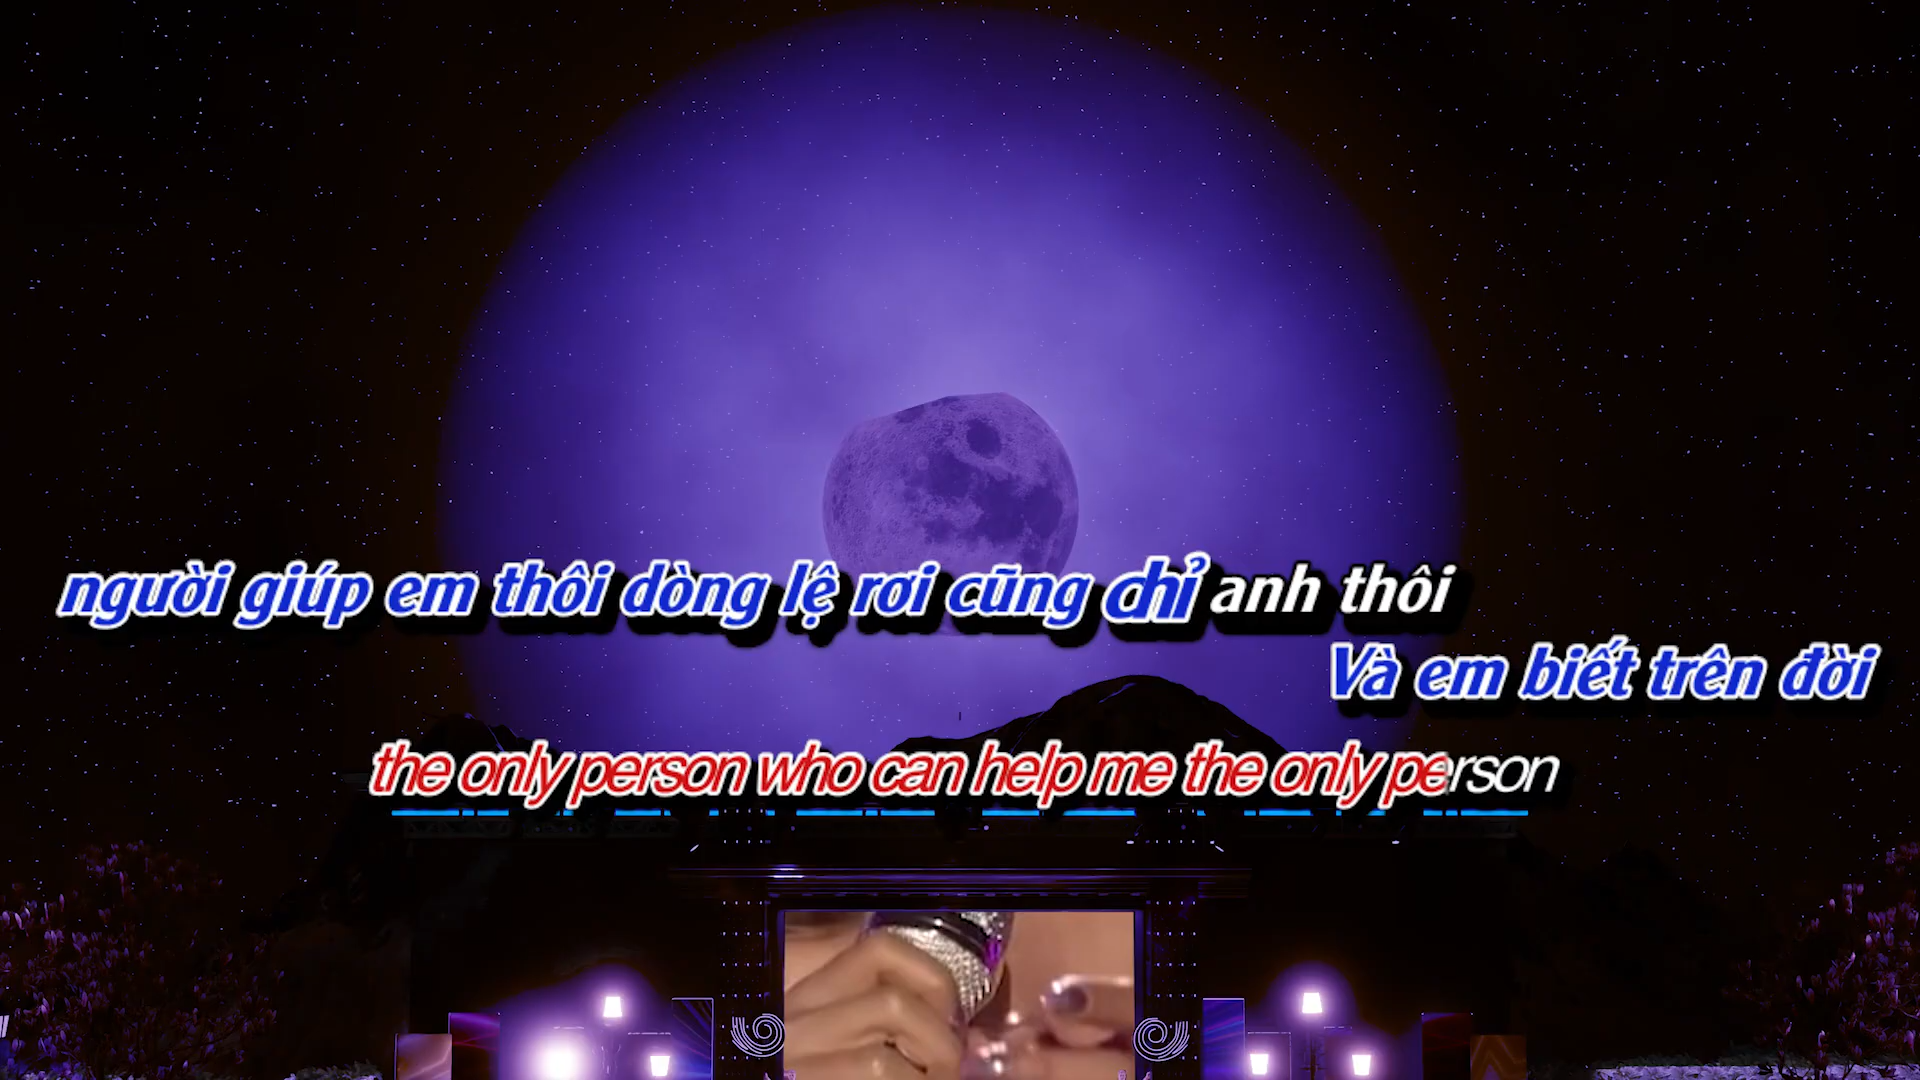 người giúp em thôi dòng lệ rơi cũng chỉ anh thôi
Và em biết trên đời
the only person who can help me the only person